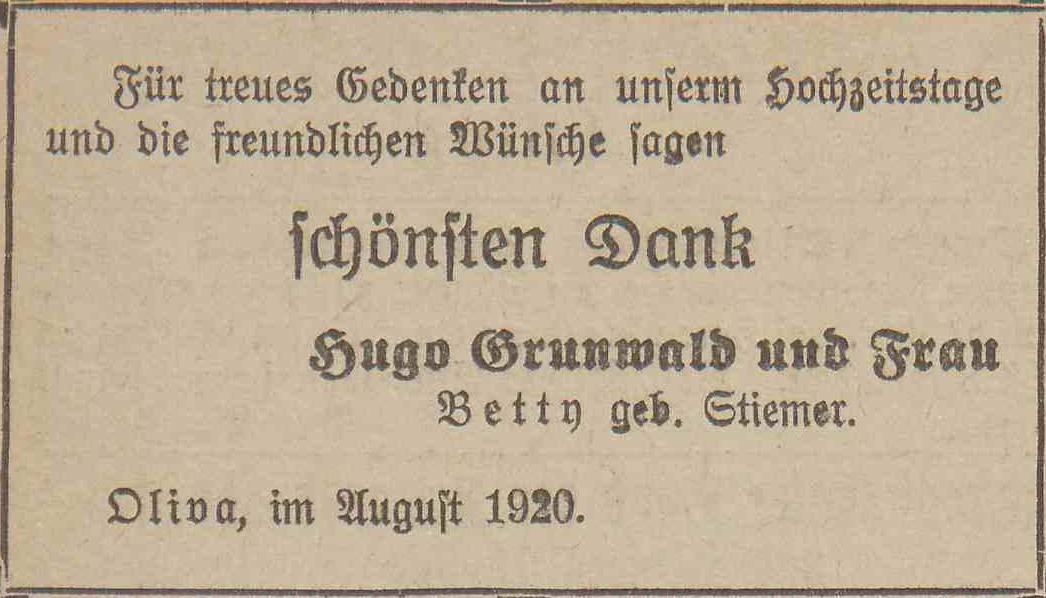 Für treues Gedenken an unserm Hochzeitstage
und die freundlichen Wünsche sagen
schönsten Dank
Hugo Grunwald und Frau
Betty geb. Stiemer.
Oliva, im August 1920.